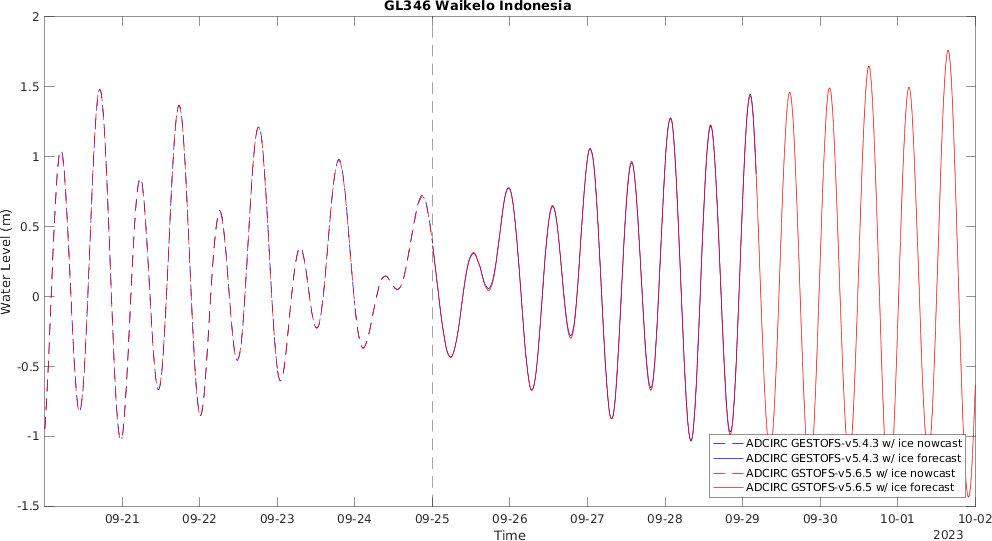 GL346 Waikelo Indonesia
2
1.5
1
0.5
0
-0.5
-1
-1.5
Water Level (m)
ADCIRC GESTOFS-v5.4.3 w/ ice nowcast
ADCIRC GESTOFS-v5.4.3 w/ ice forecast
ADCIRC GSTOFS-v5.6.5 w/ ice nowcast
ADCIRC GSTOFS-v5.6.5 w/ ice forecast
09-21 09-22 09-23 09-24 09-25 09-26 09-27 09-28 09-29 09-30 10-01 10-02
Time
2023